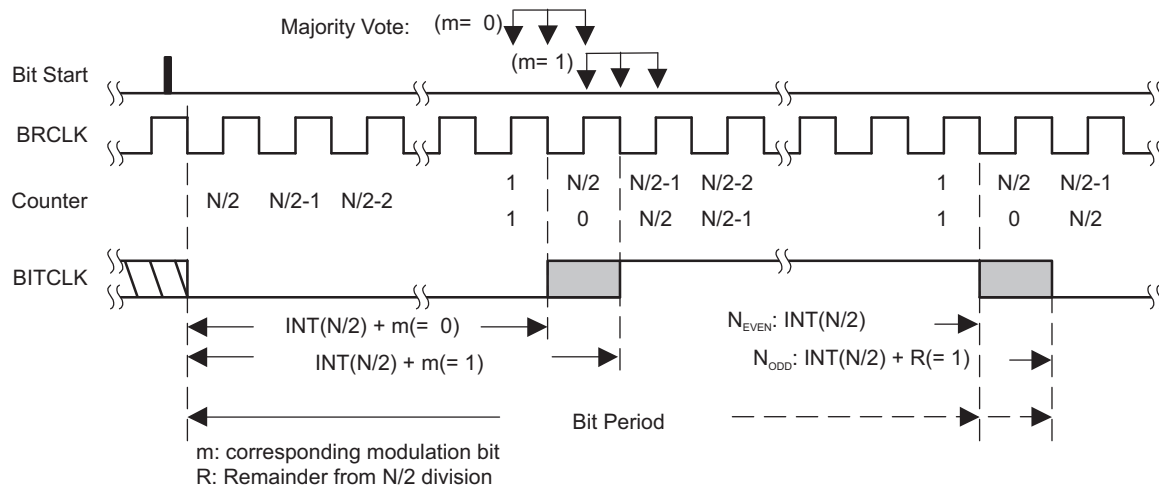 Majority Vote: (m= 0)
(m= 1)
Bit Start
BRCLK
Counter
N/2 N/2-1 N/2-2 1 N/2 N/2-1 N/2-2 1 N/2 N/2-1
1 0 N/2 N/2-1 1 0 N/2
BITCLK
INT(N/2) + m(= 0) NEVEN: INT(N/2)
INT(N/2) + m(= 1) NODD: INT(N/2) + R(= 1)
Bit Period
m: corresponding modulation bit
R: Remainder from N/2 division